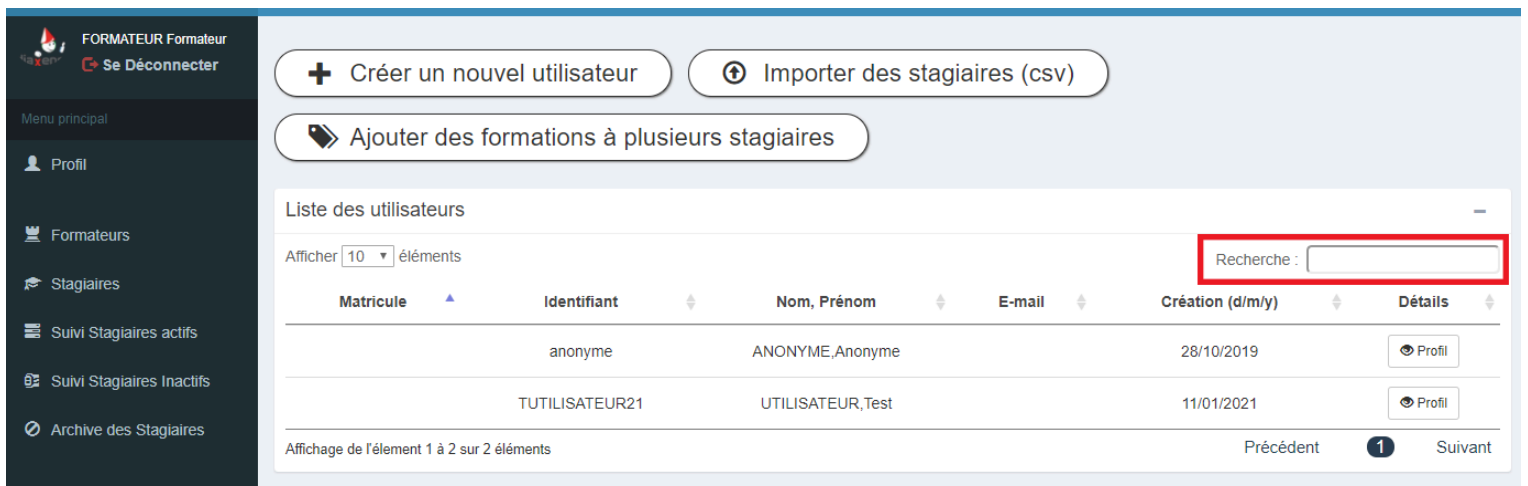 FORMATEUR Formateur
Se Déconnecter
Menu principal
Profil
Formateurs
Stagiaires
Suivi Stagiaires actifs
Suivi Stagiaires Inactifs
Archive des Stagiaires
Créer un nouvel utilisateur
Importer des stagiaires (csv)
Ajouter des formations à plusieurs stagiaires
Liste des utilisateurs
Afficher 10 éléments
Recherche :
Matricule Identifiant Nom, Prénom E-mail Création (d/m/y) Détails
anonyme ANONYME,Anonyme 28/10/2019 Profil
TUTILISATEUR21 UTILISATEUR,Test 11/01/2021 Profil
Affichage de l'élement 1 à 2 sur 2 éléments
Précédent 1 Suivant